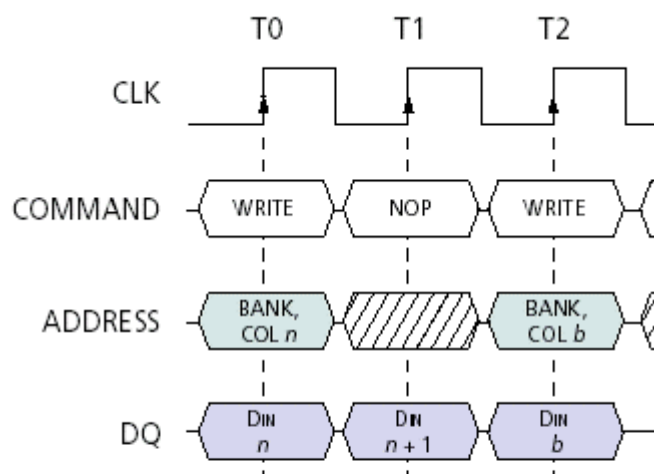 T0 T1 T2
CLK
COMMAND WRITE NOP WRITE
ADDRESS BANK, COL n BANK, COL b
DQ DIN n DIN n + 1 DIN b